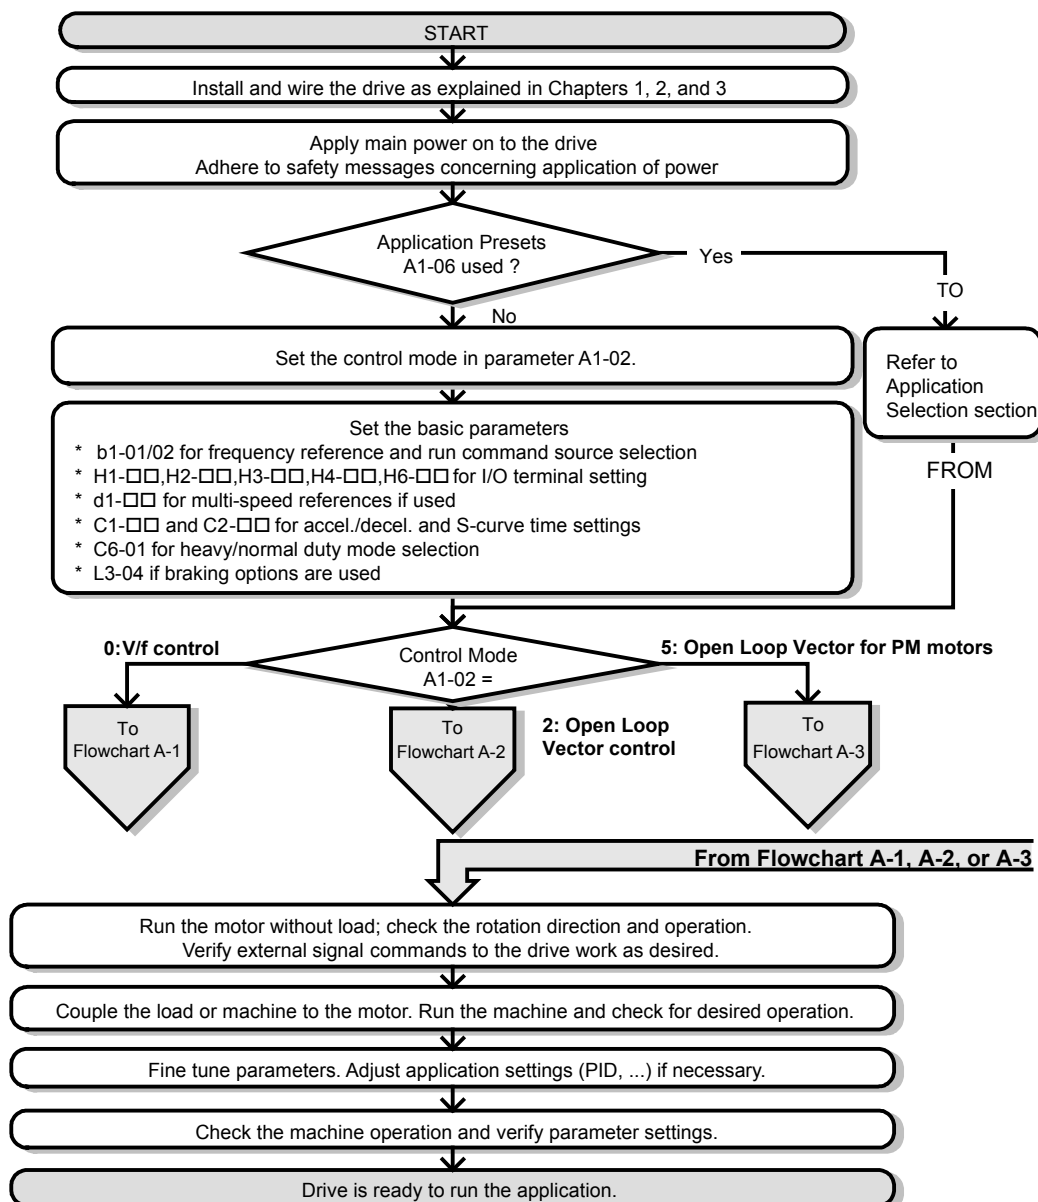 START
Install and wire the drive as explained in Chapters 1, 2, and 3
Apply main power on to the drive
Adhere to safety messages concerning application of power
Application Presets
A1-06 used ?
Yes
TO
No
Set the control mode in parameter A1-02.
Refer to
Application
Selection section
FROM
Set the basic parameters
* b1-01/02 for frequency reference and run command source selection
* H1-□□,H2-□□,H3-□□,H4-□□,H6-□□ for I/O terminal setting
* d1-□□ for multi-speed references if used
* C1-□□ and C2-□□ for accel./decel. and S-curve time settings
* C6-01 for heavy/normal duty mode selection
* L3-04 if braking options are used
0:V/f control
Control Mode
A1-02 =
5: Open Loop Vector for PM motors
To
Flowchart A-1
To
Flowchart A-2
2: Open Loop
Vector control
To
Flowchart A-3
From Flowchart A-1, A-2, or A-3
Run the motor without load; check the rotation direction and operation.
Verify external signal commands to the drive work as desired.
Couple the load or machine to the motor. Run the machine and check for desired operation.
Fine tune parameters. Adjust application settings (PID, ...) if necessary.
Check the machine operation and verify parameter settings.
Drive is ready to run the application.